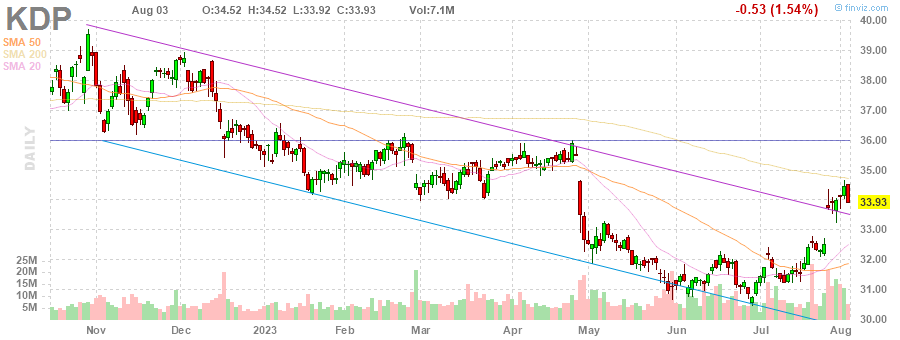 KDP Aug 03 O:34.52 H:34.52 L:33.92 C:33.93 Vol:7.1M -0.53 (1.54%) @ finviz.com
SMA 50
SMA 200
SMA 20
DAILY
40.00
39.00
38.00
37.00
36.00
35.00
34.00
33.93
33.00
32.00
31.00
30.00
25M
20M
15M
10M
5M
Nov Dec 2023 Feb Mar Apr May Jun Jul Aug